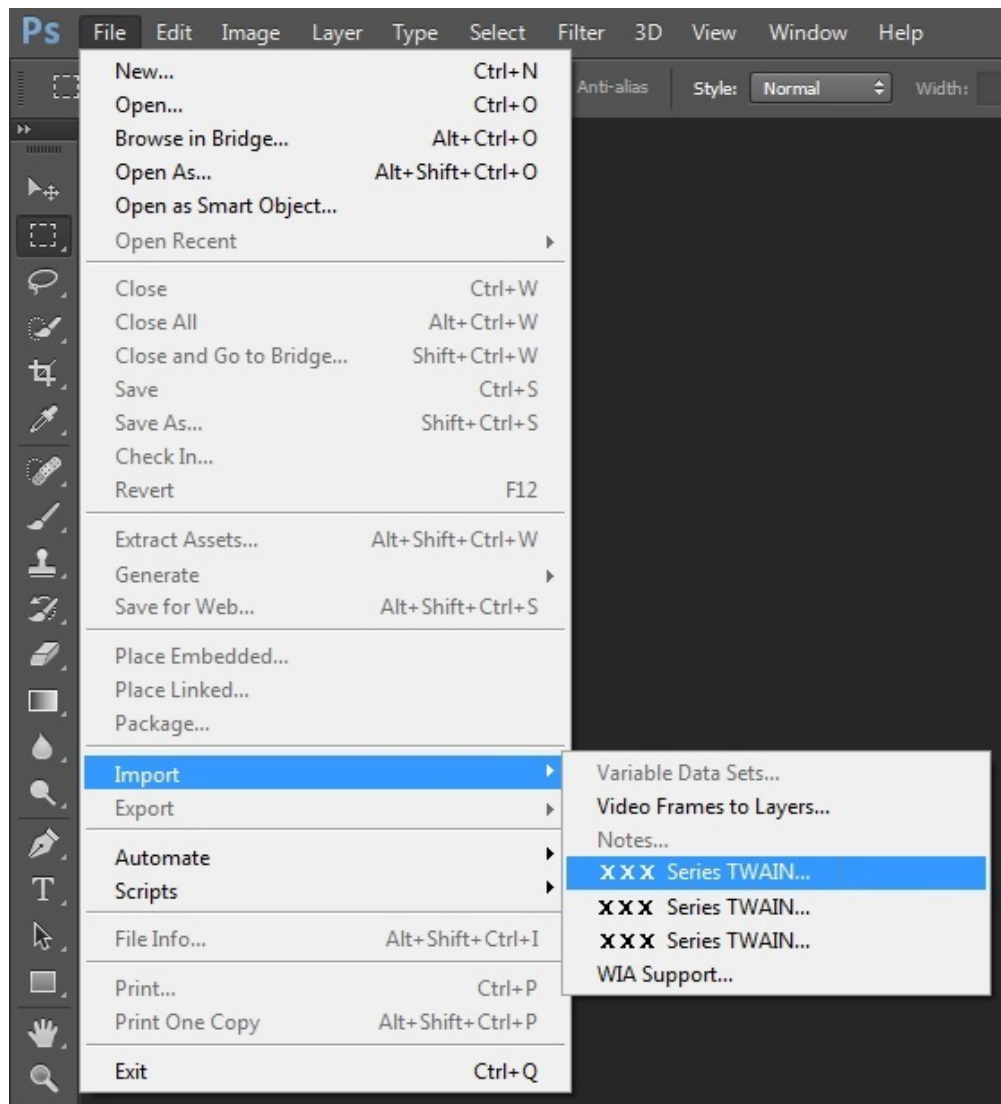 Ps File Edit Image Layer Type Select Filter 3D View Window Help
Anti-alias Style: Normal Width:
New... Ctrl+N
Open... Ctrl+O
Browse in Bridge... Alt+Ctrl+O
Open As... Alt+Shift+Ctrl+O
Open as Smart Object...
Open Recent
Close Ctrl+W
Close All Alt+Ctrl+W
Close and Go to Bridge... Shift+Ctrl+W
Save Ctrl+S
Save As... Shift+Ctrl+S
Check In...
Revert F12
Extract Assets... Alt+Shift+Ctrl+W
Generate
Save for Web... Alt+Shift+Ctrl+S
Place Embedded...
Place Linked...
Package...
Import
Export
Automate
Scripts
File Info... Alt+Shift+Ctrl+I
Print... Ctrl+P
Print One Copy Alt+Shift+Ctrl+P
Exit Ctrl+Q
Variable Data Sets...
Video Frames to Layers...
Notes...
XXX Series TWAIN...
XXX Series TWAIN...
XXX Series TWAIN...
WIA Support...
T